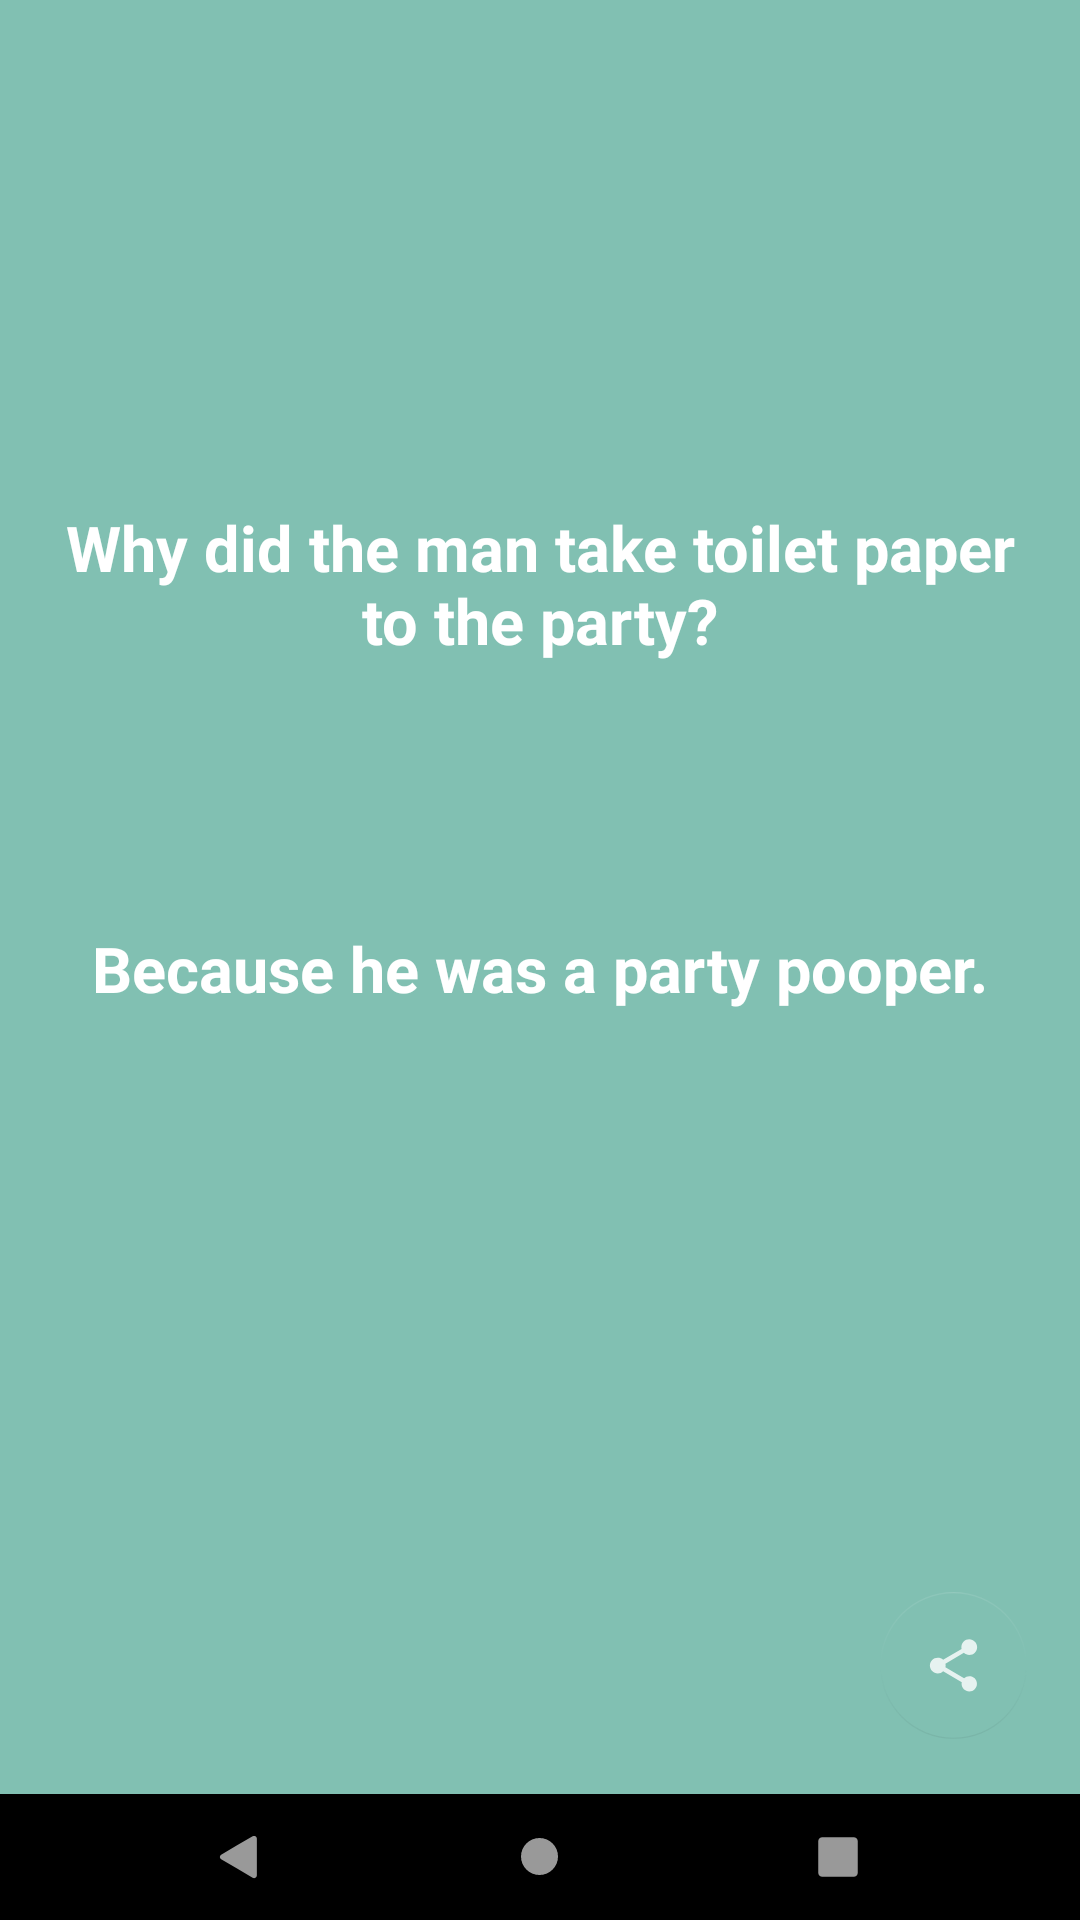 Why did the man take toilet paper
to the party?
Because he was a party pooper.